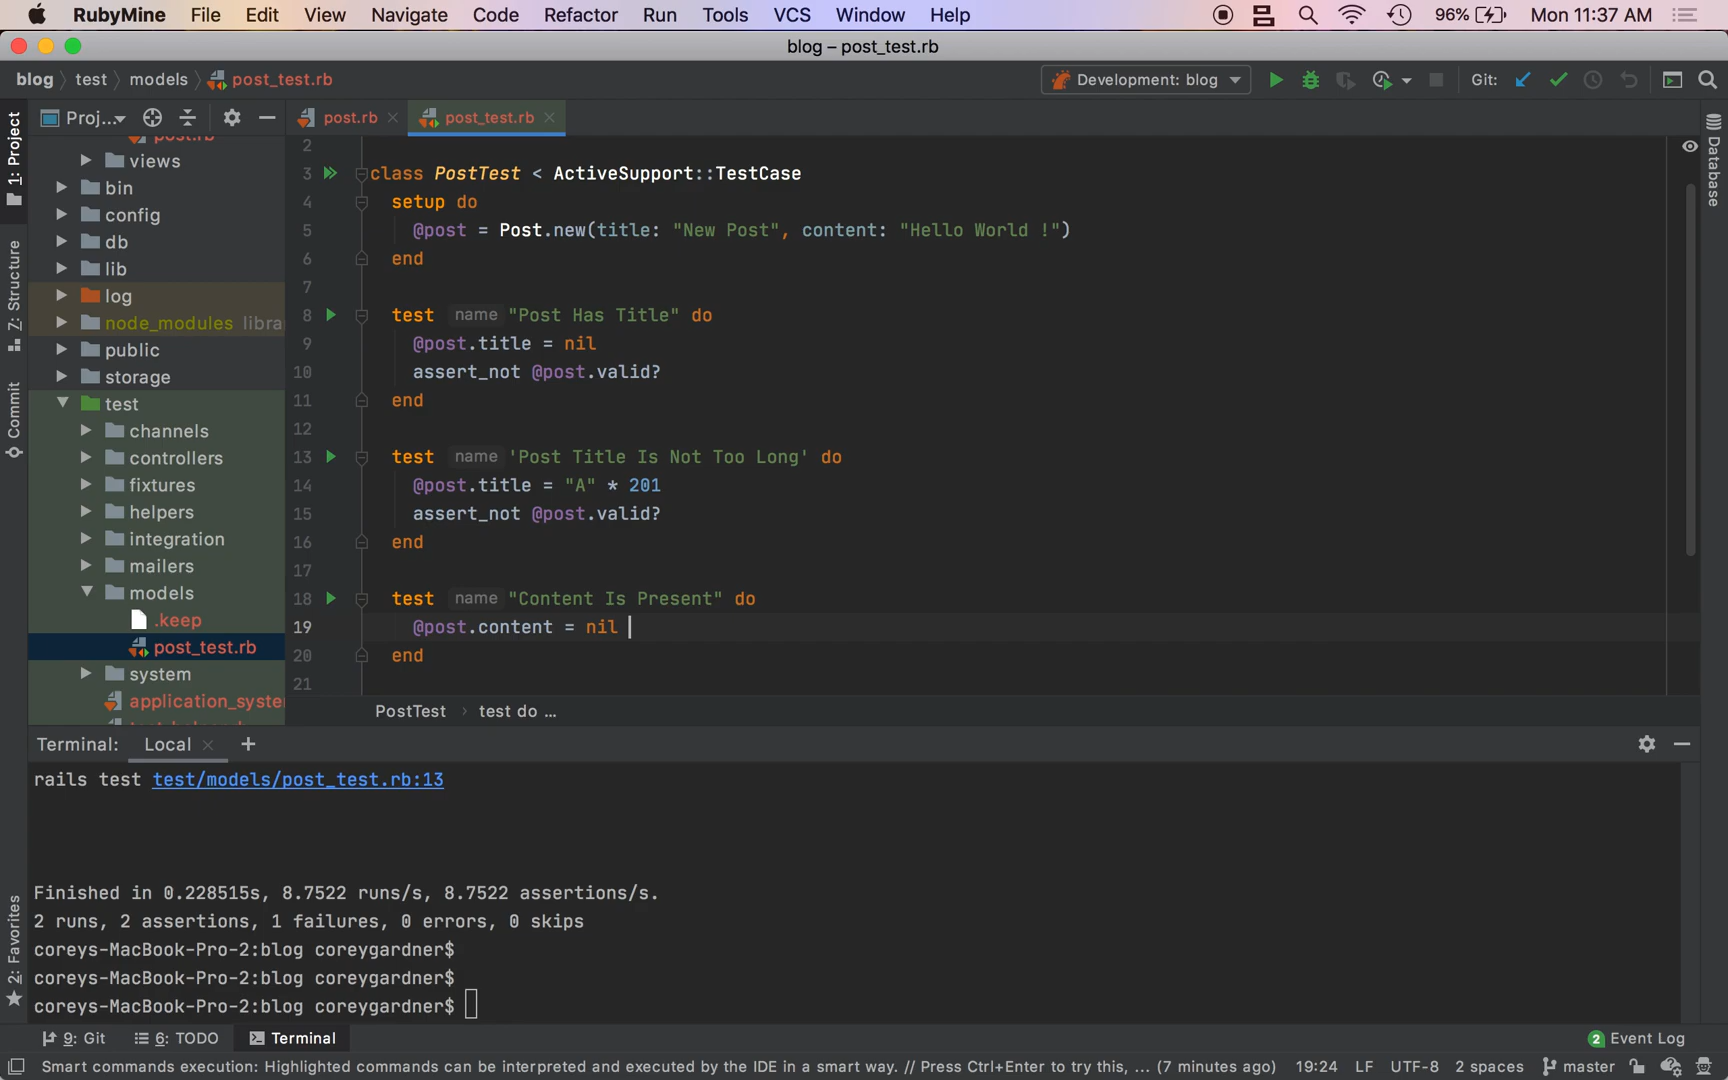 RubyMine File Edit View Navigate Code Refactor Run Tools VCS Window Help 96% Mon 11:37 AM
blog – post_test.rb
blog test models post_test.rb Development: blog Git:
Proj... post.rb post_test.rb
1: Project
Z: Structure
Commit
2: Favorites
Database
post.rb
views
bin
config
db
lib
log
node_modules libra
public
storage
test
channels
controllers
fixtures
helpers
integration
mailers
models
.keep
post_test.rb
system
application_syste
2
3 class PostTest < ActiveSupport::TestCase
4 setup do
5 @post = Post.new(title: "New Post", content: "Hello World !")
6 end
7
8 test name "Post Has Title" do
9 @post.title = nil
10 assert_not @post.valid?
11 end
12
13 test name 'Post Title Is Not Too Long' do
14 @post.title = "A" * 201
15 assert_not @post.valid?
16 end
17
18 test name "Content Is Present" do
19 @post.content = nil
20 end
21
PostTest › test do ...
Terminal: Local +
rails test test/models/post_test.rb:13
Finished in 0.228515s, 8.7522 runs/s, 8.7522 assertions/s.
2 runs, 2 assertions, 1 failures, 0 errors, 0 skips
coreys-MacBook-Pro-2:blog coreygardner$
coreys-MacBook-Pro-2:blog coreygardner$
coreys-MacBook-Pro-2:blog coreygardner$
9: Git 6: TODO Terminal 2 Event Log
Smart commands execution: Highlighted commands can be interpreted and executed by the IDE in a smart way. // Press Ctrl+Enter to try this, ... (7 minutes ago) 19:24 LF UTF-8 2 spaces master